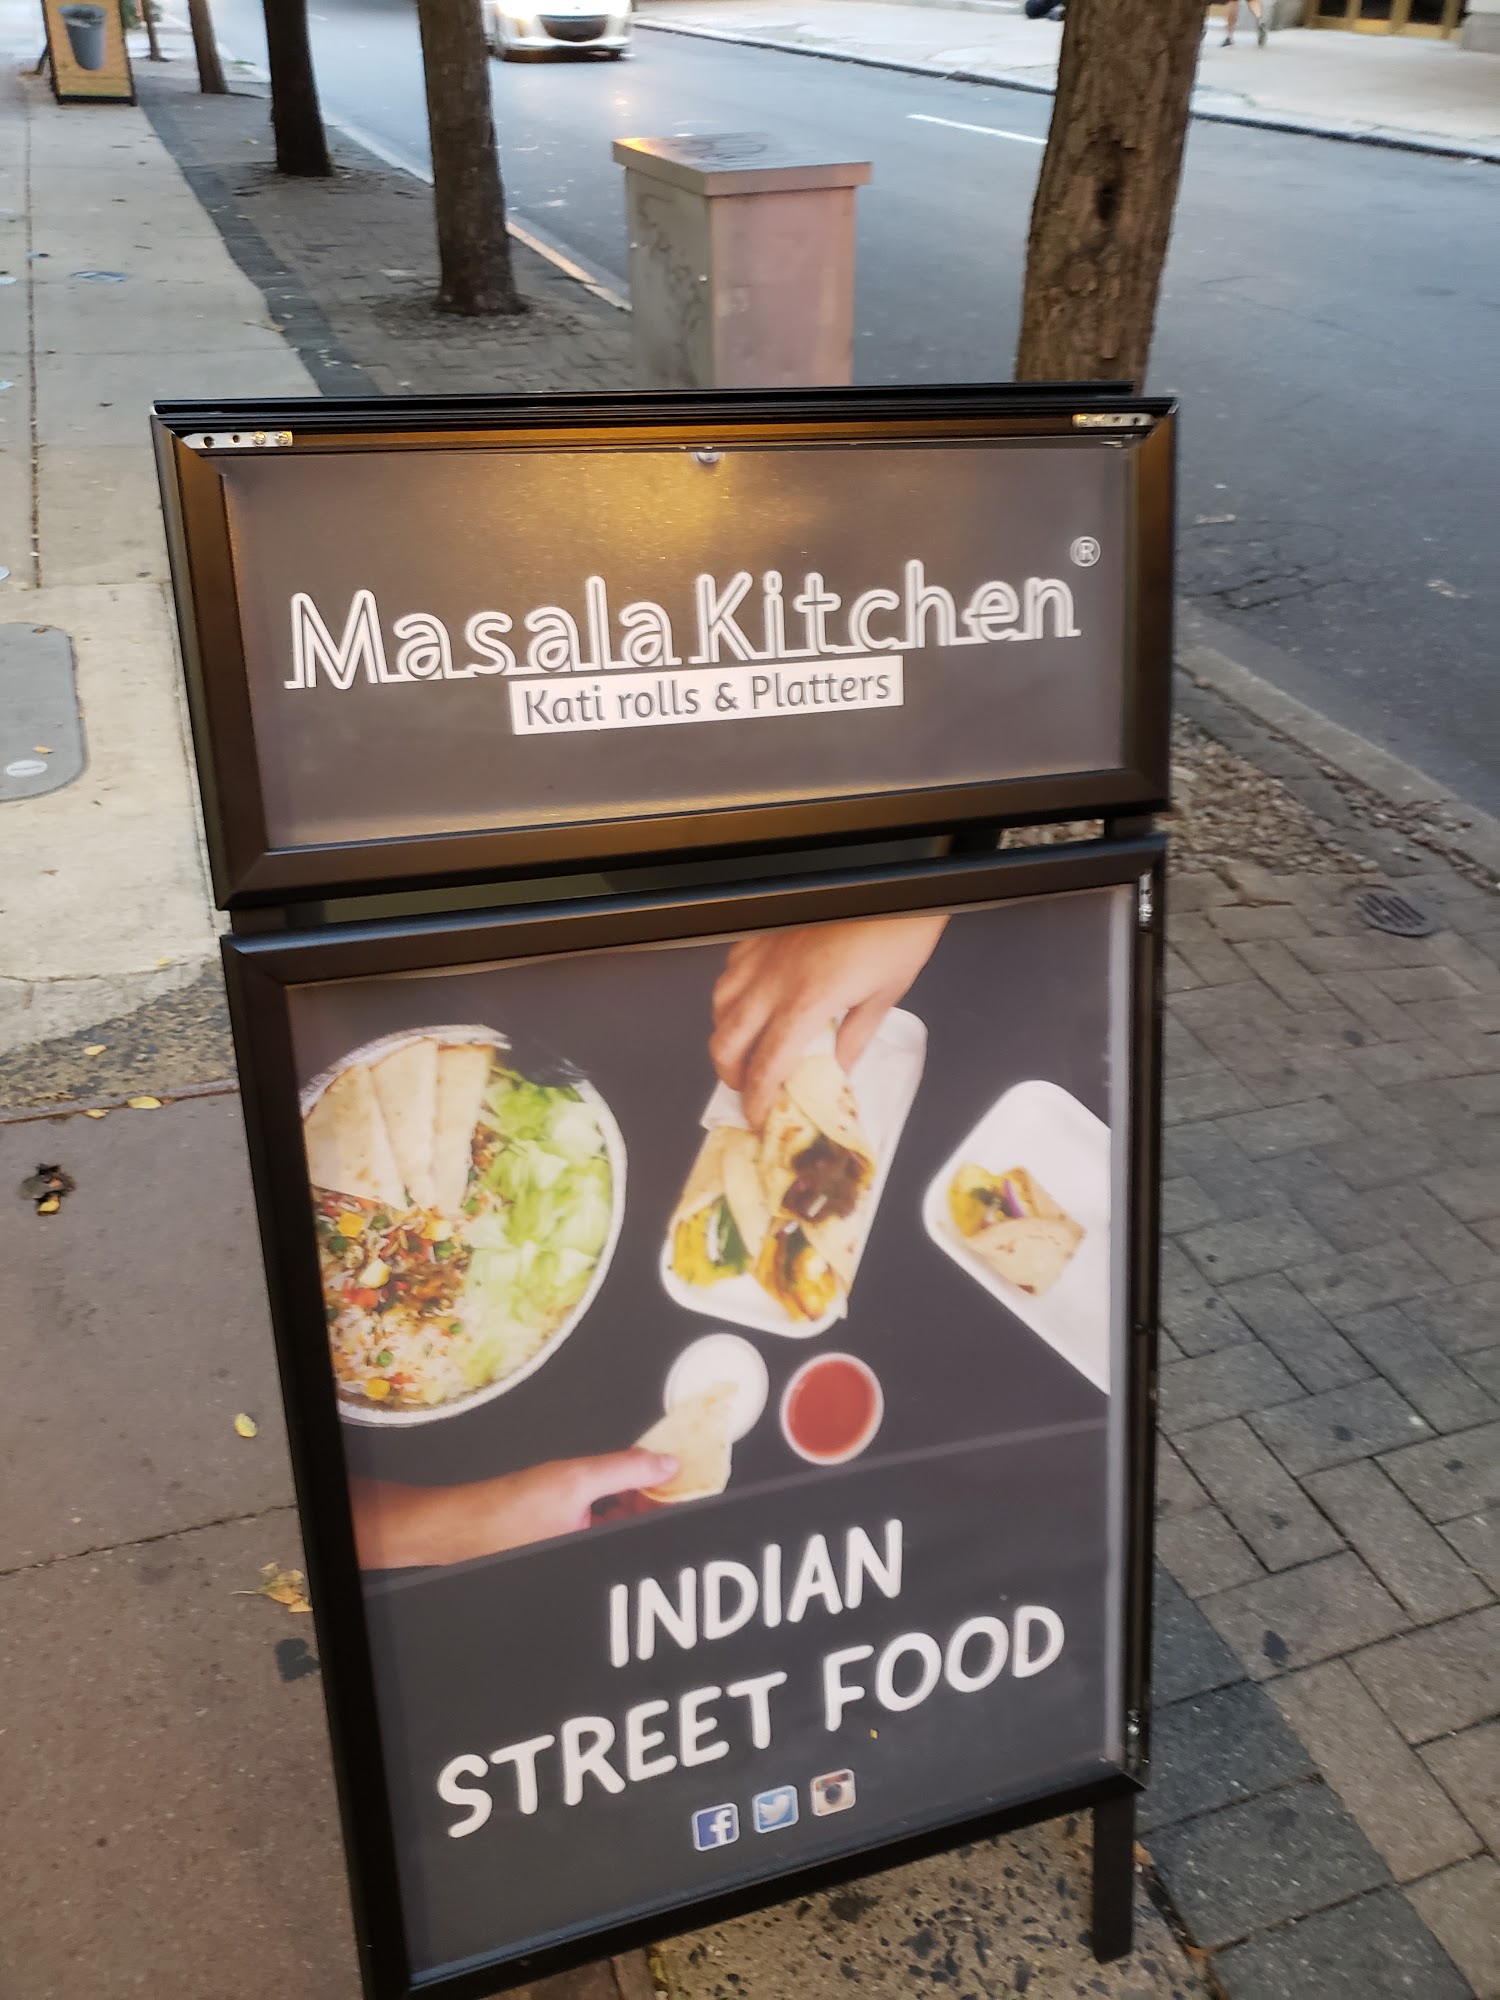 Masala Kitchen®
Kati rolls & Platters
INDIAN
STREET FOOD